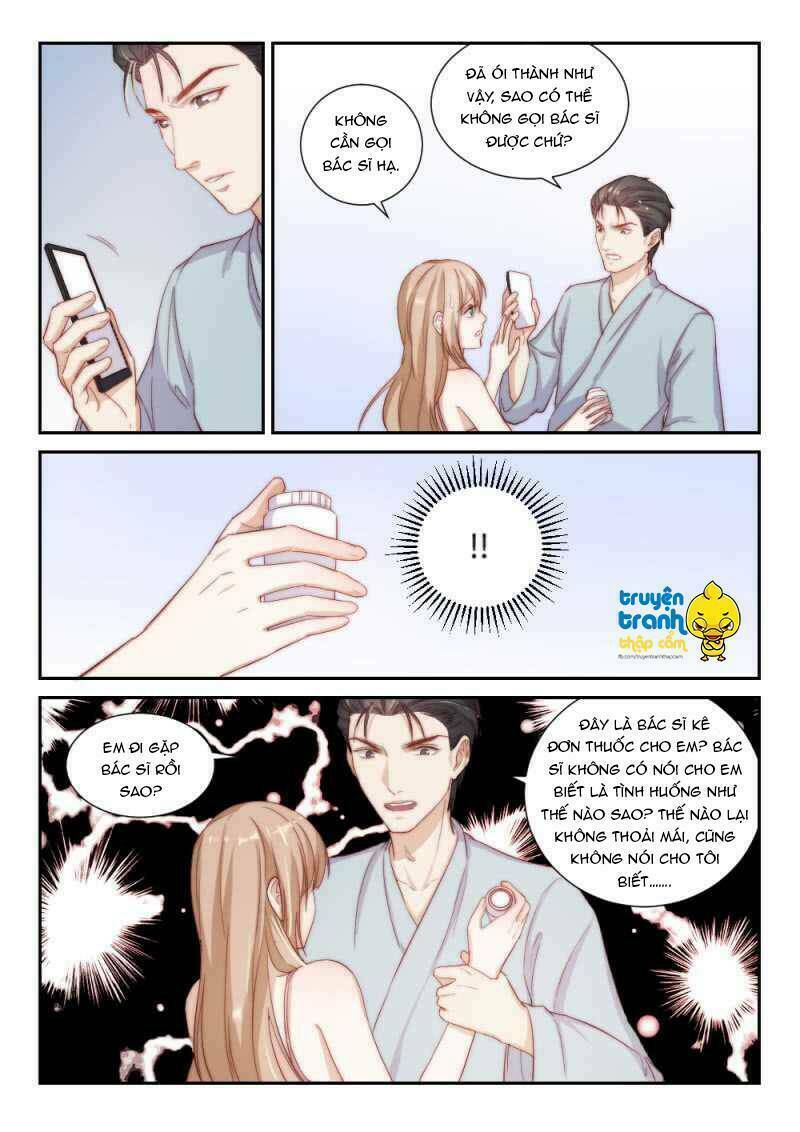 KHÔNG
CẦN GỌI
BÁC SĨ HẠ.
ĐÃ ÓI THÀNH NHƯ
VẬY, SAO CÓ THỂ
KHÔNG GỌI BÁC SĨ
ĐƯỢC CHỨ?
!!
truyện
tranh
thập cẩm
fb.com/truyentranhthapcam
EM ĐI GẶP
BÁC SĨ RỒI
SAO?
ĐÂY LÀ BÁC SĨ KÊ
ĐƠN THUỐC CHO EM? BÁC
SĨ KHÔNG CÓ NÓI CHO EM
BIẾT LÀ TÌNH HUỐNG NHƯ
THẾ NÀO SAO? THẾ NÀO LẠI
KHÔNG THOẢI MÁI, CŨNG
KHÔNG NÓI CHO TÔI
BIẾT.......